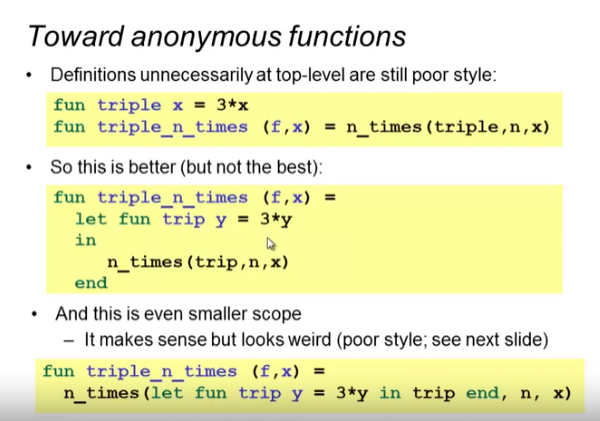 Toward anonymous functions
• Definitions unnecessarily at top-level are still poor style:
fun triple x = 3*x
fun triple_n_times (f,x) = n_times(triple,n,x)
• So this is better (but not the best):
fun triple_n_times (f,x) =
let fun trip y = 3*y
in
n_times(trip,n,x)
end
• And this is even smaller scope
– It makes sense but looks weird (poor style; see next slide)
fun triple_n_times (f,x) =
n_times(let fun trip y = 3*y in trip end, n, x)